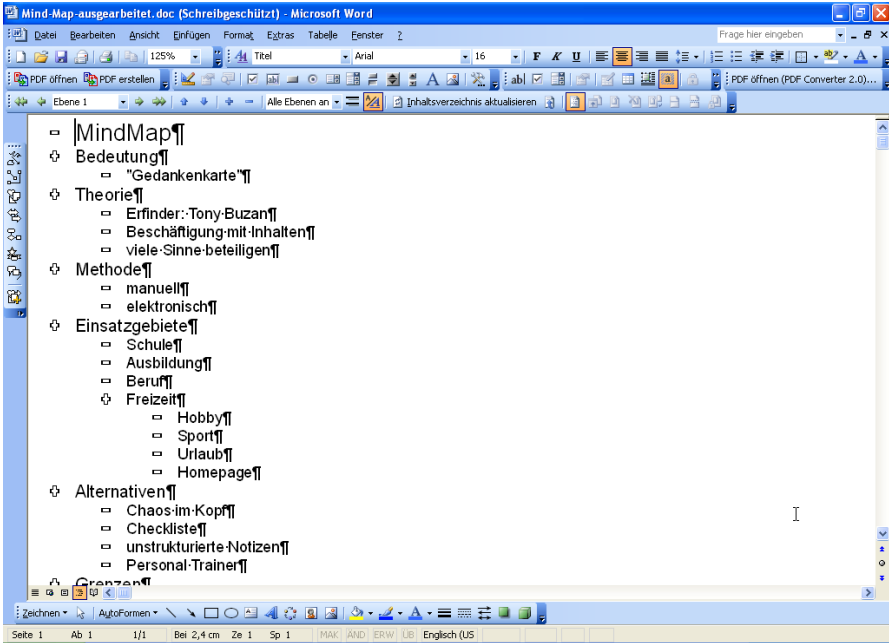 Mind-Map-ausgearbeitet.doc (Schreibgeschützt) - Microsoft Word
Datei Bearbeiten Ansicht Einfügen Format Extras Tabelle Fenster ? Frage hier eingeben
125% Titel Arial 16 F K U
PDF öffnen PDF erstellen abl A ab PDF öffnen (PDF Converter 2.0)...
Ebene 1 Alle Ebenen an Inhaltsverzeichnis aktualisieren
MindMap¶
Bedeutung¶
"Gedankenkarte"¶
Theorie¶
Erfinder:·Tony·Buzan¶
Beschäftigung·mit·Inhalten¶
viele·Sinne·beteiligen¶
Methode¶
manuell¶
elektronisch¶
Einsatzgebiete¶
Schule¶
Ausbildung¶
Beruf¶
Freizeit¶
Hobby¶
Sport¶
Urlaub¶
Homepage¶
Alternativen¶
Chaos·im·Kopf¶
Checkliste¶
unstrukturierte·Notizen¶
Personal·Trainer¶
Grenzen¶
Zeichnen AutoFormen
Seite 1 Ab 1 1/1 Bei 2,4 cm Ze 1 Sp 1 MAK ÄND ERW ÜB Englisch (US